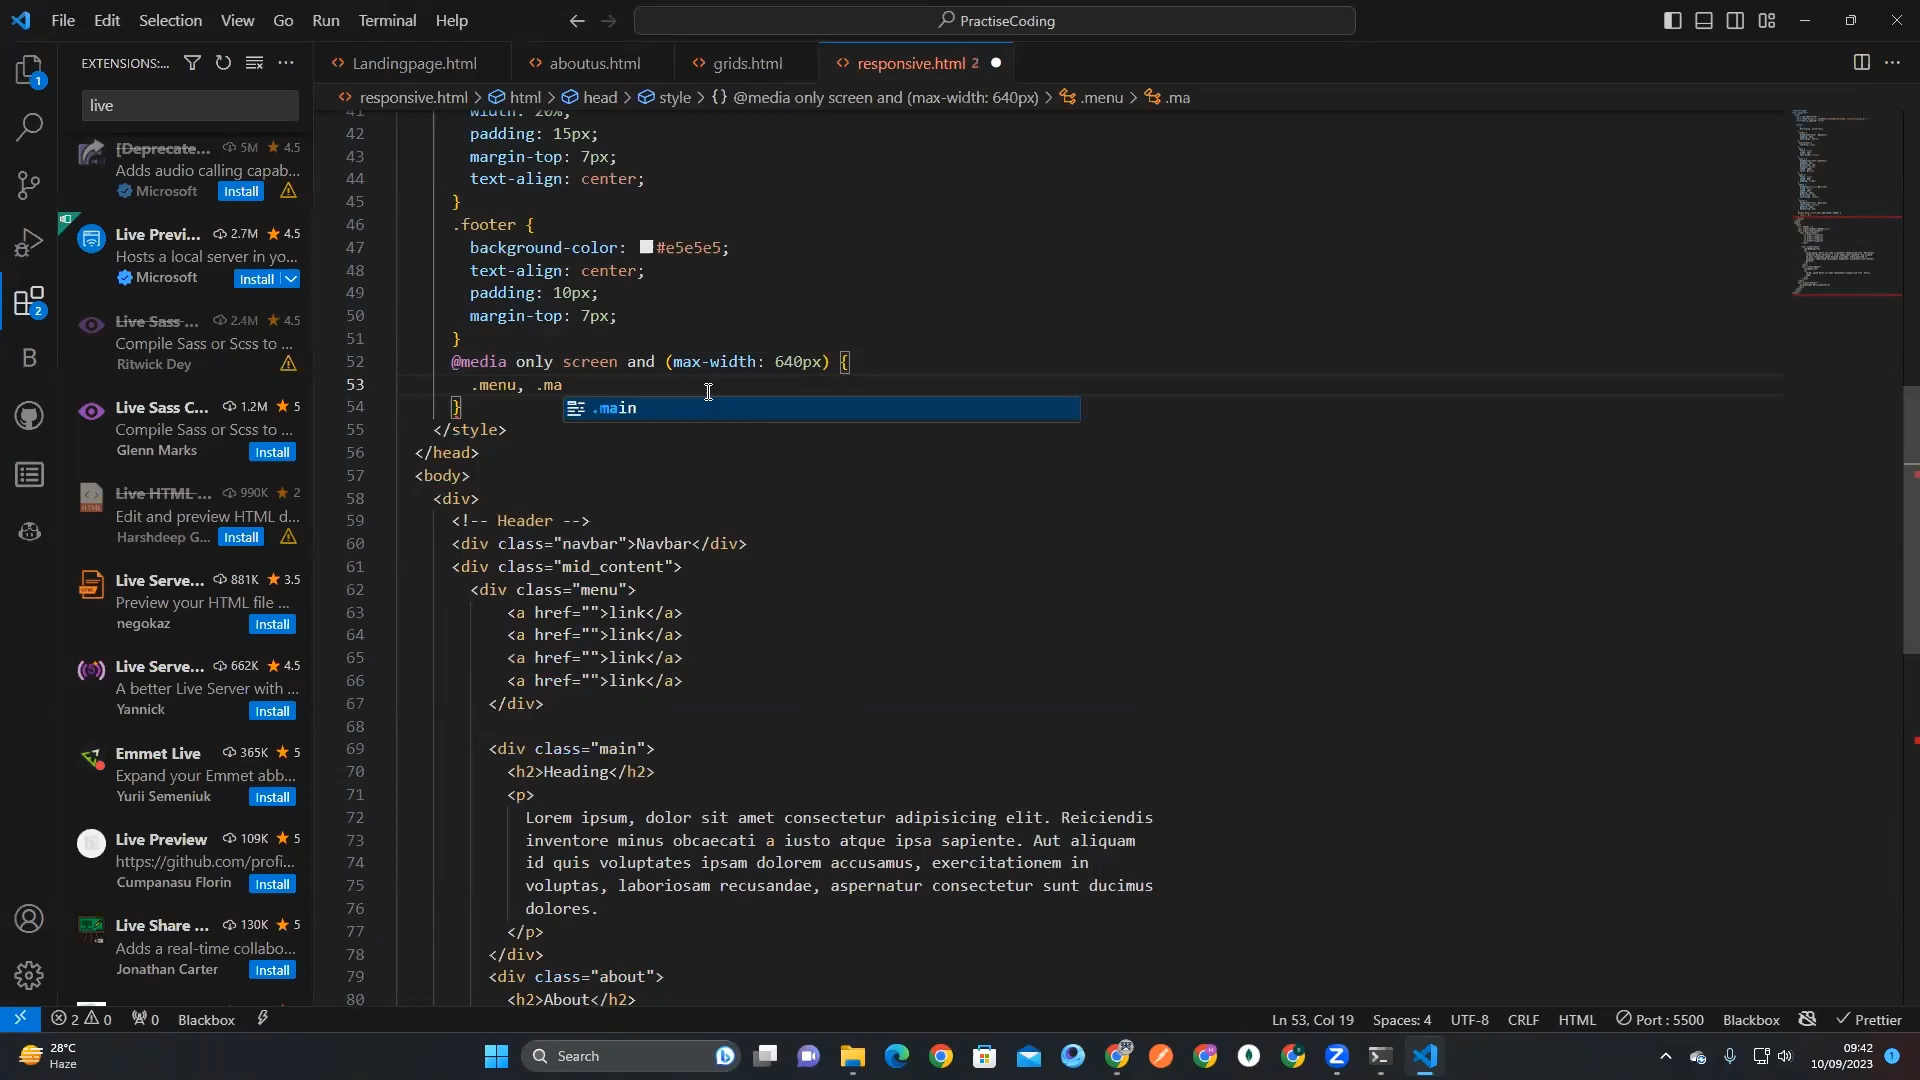 File Edit Selection View Go Run Terminal Help
PractiseCoding
EXTENSIONS:...
live
[Deprecate... 5M 4.5
Adds audio calling capab...
Microsoft Install
Live Previ... 2.7M 4.5
Hosts a local server in yo...
Microsoft Install
Live Sass ... 2.4M 4.5
Compile Sass or Scss to ...
Ritwick Dey
Live Sass C... 1.2M 5
Compile Sass or Scss to ...
Glenn Marks Install
Live HTML ... 990K 2
Edit and preview HTML d...
Harshdeep G... Install
Live Serve... 881K 3.5
Preview your HTML file ...
negokaz Install
Live Serve... 662K 4.5
A better Live Server with ...
Yannick Install
Emmet Live 365K 5
Expand your Emmet abb...
Yurii Semeniuk Install
Live Preview 109K 5
https://github.com/profi...
Cumpanasu Florin Install
Live Share ... 130K 5
Adds a real-time collabo...
Jonathan Carter Install
1
2
B
Landingpage.html aboutus.html grids.html responsive.html 2
responsive.html > html > head > style > {} @media only screen and (max-width: 640px) > .menu > .ma
41 width: 20%;
42 padding: 15px;
43 margin-top: 7px;
44 text-align: center;
45 }
46 .footer {
47 background-color: #e5e5e5;
48 text-align: center;
49 padding: 10px;
50 margin-top: 7px;
51 }
52 @media only screen and (max-width: 640px) {
53 .menu, .ma
.main
54 }
55 </style>
56 </head>
57 <body>
58 <div>
59 <!-- Header -->
60 <div class="navbar">Navbar</div>
61 <div class="mid_content">
62 <div class="menu">
63 <a href="">link</a>
64 <a href="">link</a>
65 <a href="">link</a>
66 <a href="">link</a>
67 </div>
68
69 <div class="main">
70 <h2>Heading</h2>
71 <p>
72 Lorem ipsum, dolor sit amet consectetur adipisicing elit. Reiciendis
73 inventore minus obcaecati a iusto atque ipsa sapiente. Aut aliquam
74 id quis voluptates ipsam dolorem accusamus, exercitationem in
75 voluptas, laboriosam recusandae, aspernatur consectetur sunt ducimus
76 dolores.
77 </p>
78 </div>
79 <div class="about">
80 <h2>About</h2>
2 0 0 Blackbox
Ln 53, Col 19 Spaces: 4 UTF-8 CRLF HTML Port : 5500 Blackbox Prettier
28°C
Haze
Search
09:42
10/09/2023
1